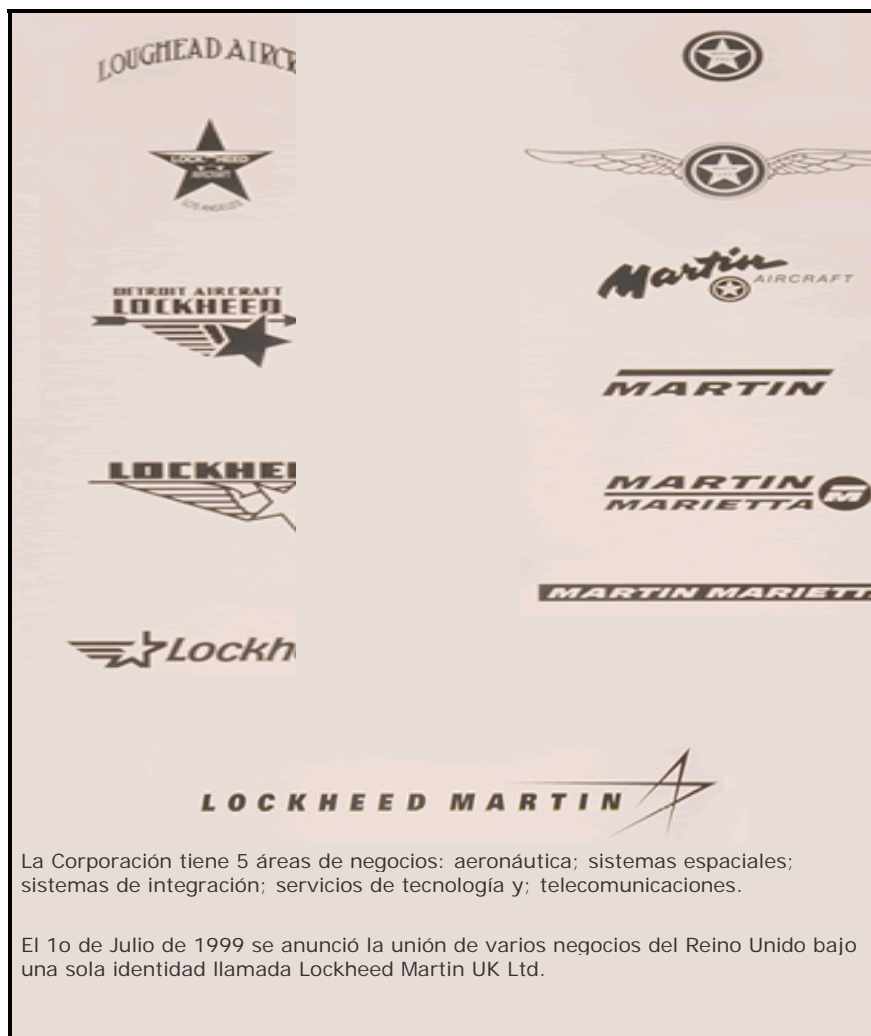 LOUGHEAD AIRCR
LOCKHEED
AIRCRAFT
LOS ANGELES
DETROIT AIRCRAFT
LOCKHEED
LOCKHEE
Lockh
Martin AIRCRAFT
MARTIN
MARTIN
MARIETTA M
MARTIN MARIETT
LOCKHEED MARTIN
La Corporación tiene 5 áreas de negocios: aeronáutica; sistemas espaciales;
sistemas de integración; servicios de tecnología y; telecomunicaciones.
El 1o de Julio de 1999 se anunció la unión de varios negocios del Reino Unido bajo
una sola identidad llamada Lockheed Martin UK Ltd.